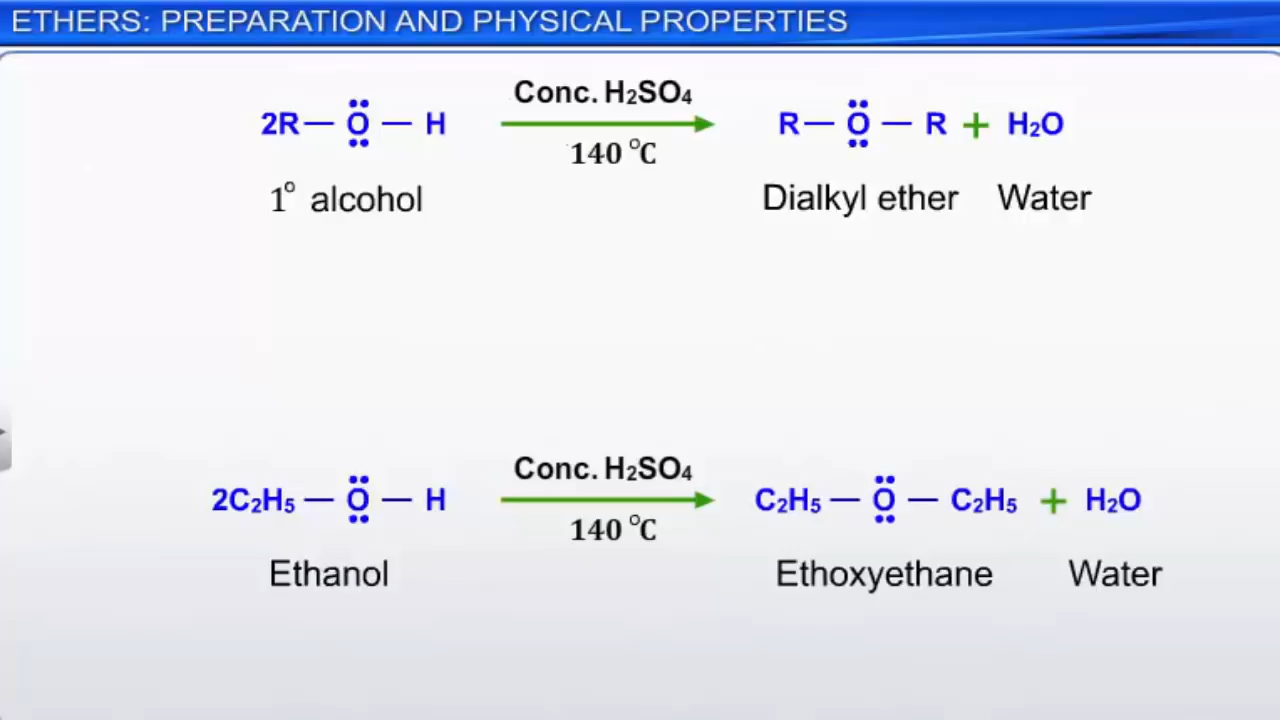 ETHERS: PREPARATION AND PHYSICAL PROPERTIES
Conc. H₂SO₄
2R — O — H
R — O — R + H₂O
140 °C
1° alcohol
Dialkyl ether
Water
Conc. H₂SO₄
2C₂H₅ — O — H
C₂H₅ — O — C₂H₅ + H₂O
140 °C
Ethanol
Ethoxyethane
Water